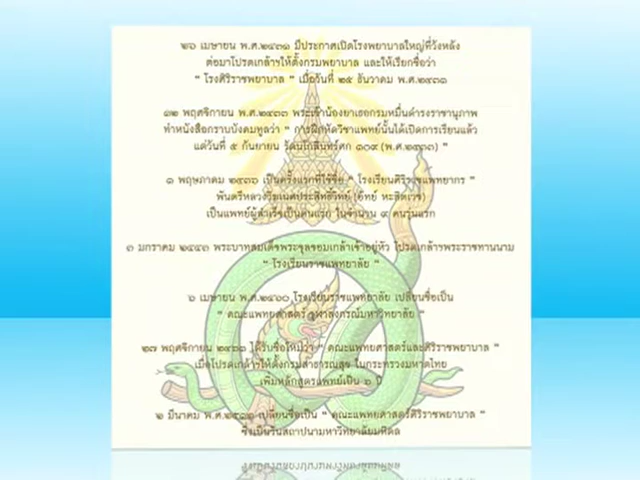 ๒๖ เมษายน พ.ศ.๒๔๓๑ มีประกาศเปิดโรงพยาบาลใหญ่ที่วังหลัง
ต่อมาโปรดเกล้าฯให้ตั้งกรมพยาบาล และให้เรียกชื่อว่า
" โรงศิริราชพยาบาล " เมื่อวันที่ ๒๕ ธันวาคม พ.ศ.๒๔๓๑
๑๒ พฤศจิกายน พ.ศ.๒๔๓๓ พระเจ้าน้องยาเธอกรมหมื่นดำรงราชานุภาพ
ทำหนังสือกราบบังคมทูลว่า " การฝึกหัดวิชาแพทย์นั้นได้เปิดการเรียนแล้ว
แต่วันที่ ๕ กันยายน รัตนโกสินทร์ศก ๑๐๙ (พ.ศ.๒๔๓๓) "
๑ พฤษภาคม ๒๔๓๖ เป็นครั้งแรกที่ใช้ชื่อ " โรงเรียนศิริราชแพทยากร "
พันตรีหลวงวิฆเนศประสิทธิ์วิทย์ (อัทย์ หะสิตเวช)
เป็นแพทย์ผู้สำเร็จเป็นคนแรก ในจำนวน ๙ คนรุ่นแรก
๓ มกราคม ๒๔๔๓ พระบาทสมเด็จพระจุลจอมเกล้าเจ้าอยู่หัว โปรดเกล้าฯพระราชทานนาม
" โรงเรียนราชแพทยาลัย "
๖ เมษายน พ.ศ.๒๔๖๐ โรงเรียนราชแพทยาลัย เปลี่ยนชื่อเป็น
" คณะแพทยศาสตร์ จุฬาลงกรณ์มหาวิทยาลัย "
๒๗ พฤศจิกายน ได้รับชื่อใหม่ว่า " คณะแพทยศาสตร์และศิริราชพยาบาล "
เมื่อโปรดเกล้าฯให้ตั้งกรมสาธารณสุข ในกระทรวงมหาดไทย
เพิ่มหลักสูตรแพทย์เป็น ๖ ปี
๒ มีนาคม เปลี่ยนชื่อเป็น " คณะแพทยศาสตร์ศิริราชพยาบาล "
ซึ่งเป็นวันสถาปนามหาวิทยาลัยมหิดล